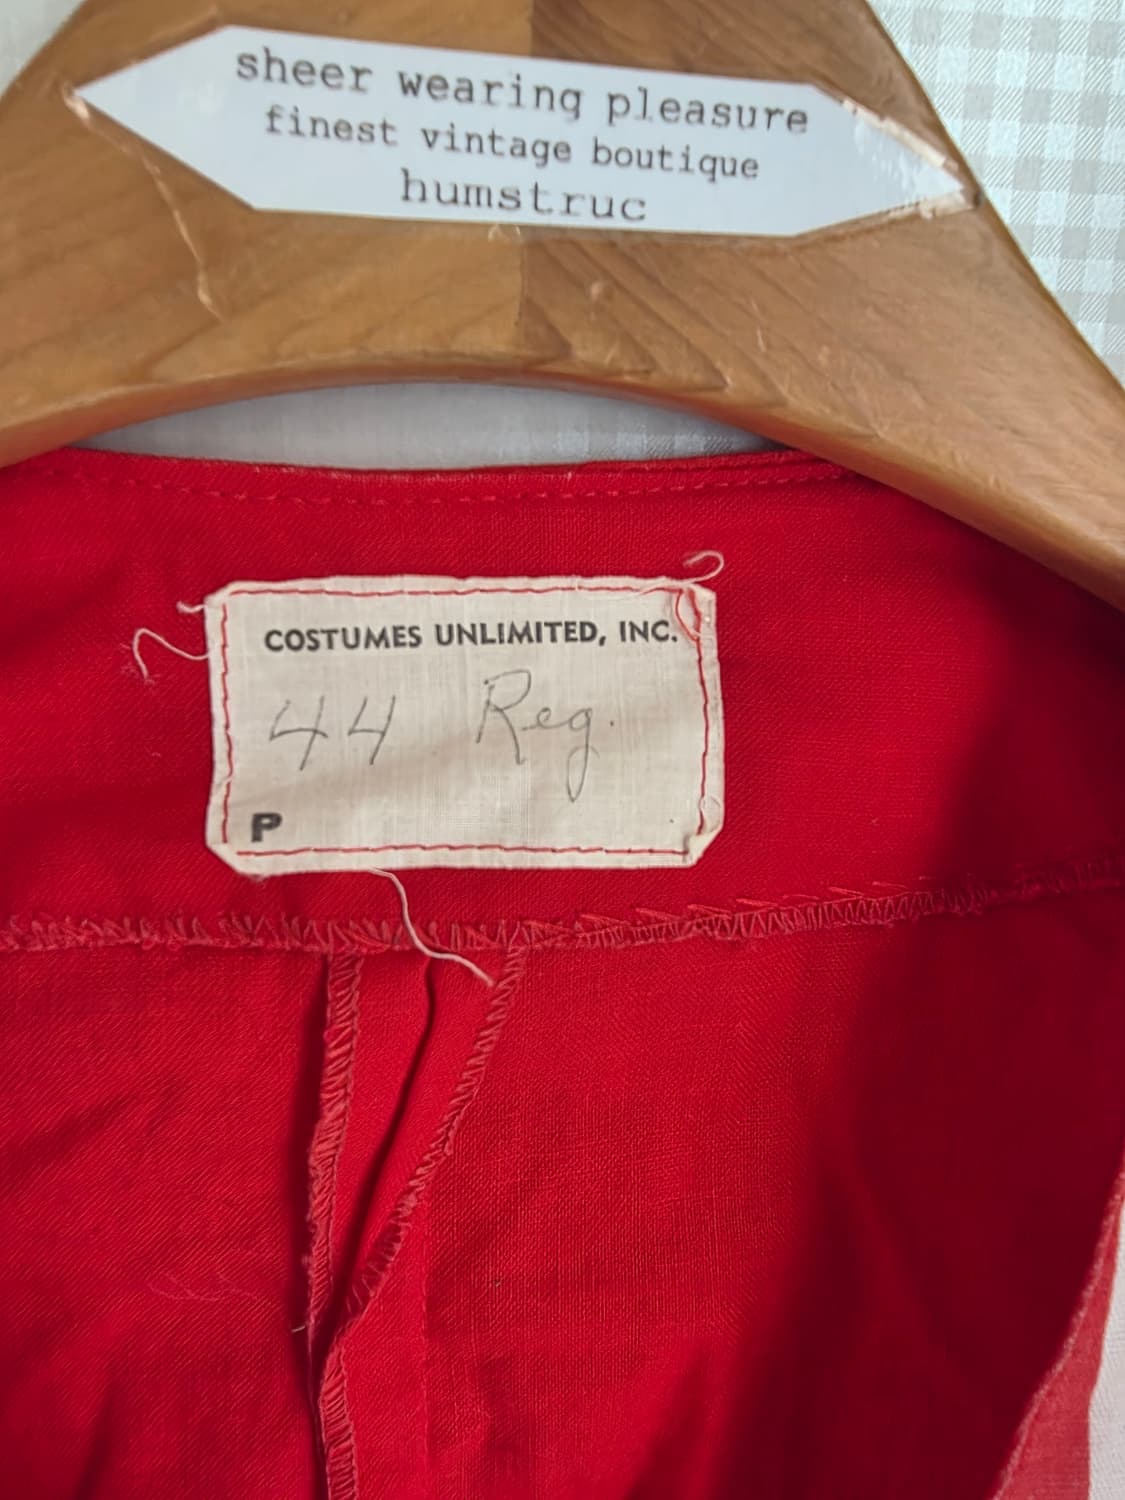 sheer wearing pleasure
finest vintage boutique
humstruc
COSTUMES UNLIMITED, INC.
44 Reg.
P